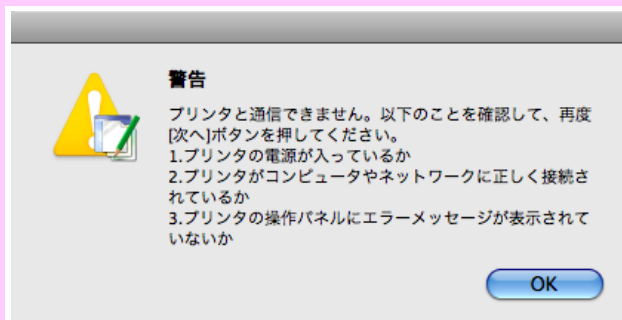 警告
プリンタと通信できません。以下のことを確認して、再度
[次へ]ボタンを押してください。
1.プリンタの電源が入っているか
2.プリンタがコンピュータやネットワークに正しく接続さ
れているか
3.プリンタの操作パネルにエラーメッセージが表示されて
いないか
OK